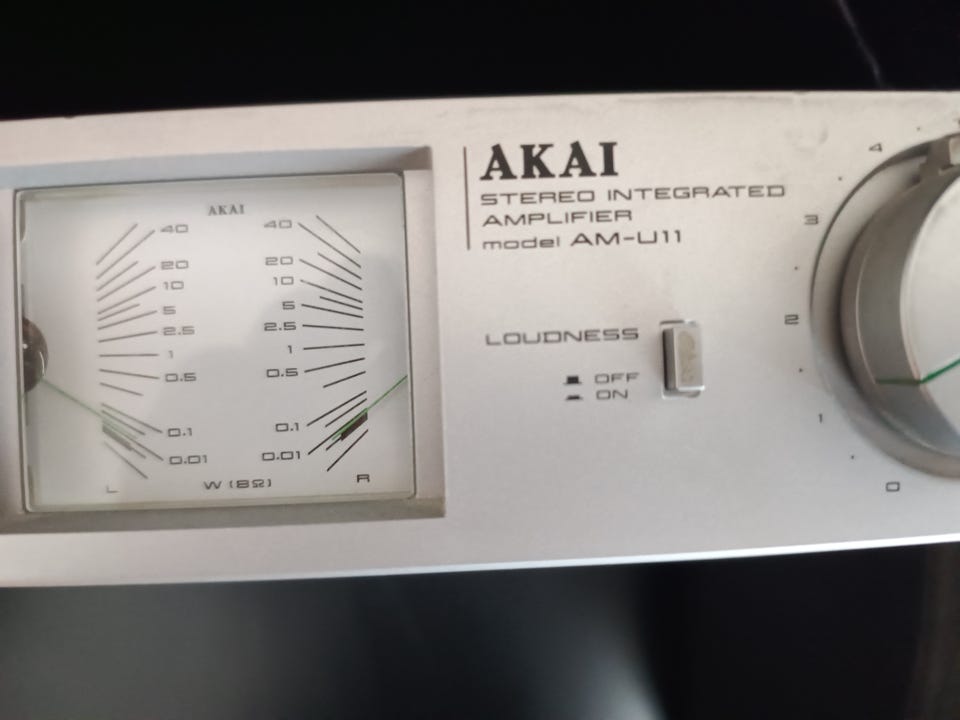 AKAI
40 40
20 20
10 10
5 5
2.5 2.5
1 1
0.5 0.5
0.1 0.1
0.01 0.01
L W (8Ω) R
AKAI
STEREO INTEGRATED
AMPLIFIER
model AM-U11
LOUDNESS
OFF
ON
4
3
2
1
0